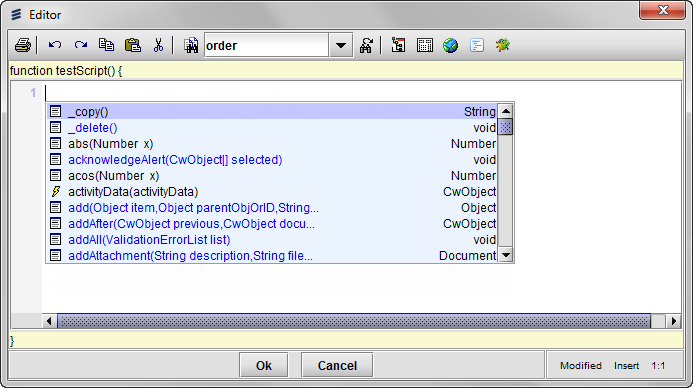 Editor
order
function testScript() {
1
_copy() String
_delete() void
abs(Number x) Number
acknowledgeAlert(CwObject[] selected) void
acos(Number x) Number
activityData(activityData) CwObject
add(Object item,Object parentObjOrID,String... Object
addAfter(CwObject previous,CwObject docu... CwObject
addAll(ValidationErrorList list) void
addAttachment(String description,String file... Document
}
Ok Cancel Modified Insert 1:1